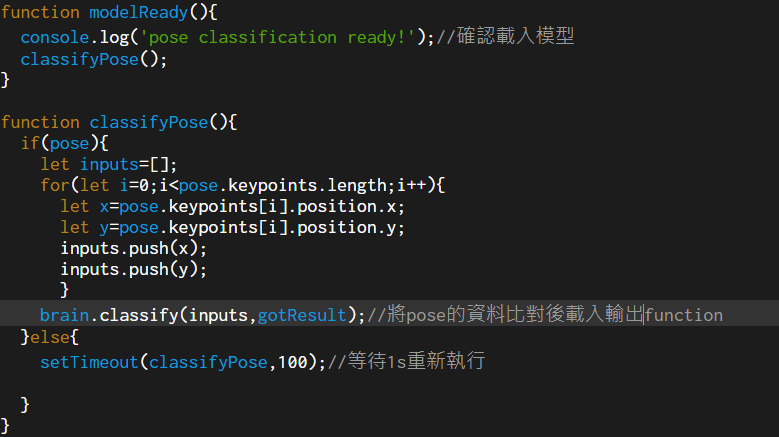 function modelReady(){
  console.log('pose classification ready!');//確認載入模型
  classifyPose();
}

function classifyPose(){
  if(pose){
    let inputs=[];
    for(let i=0;i<pose.keypoints.length;i++){
      let x=pose.keypoints[i].position.x;
      let y=pose.keypoints[i].position.y;
      inputs.push(x);
      inputs.push(y);
      }
    brain.classify(inputs,gotResult);//將pose的資料比對後載入輸出function
  }else{
    setTimeout(classifyPose,100);//等待1s重新執行

  }
}